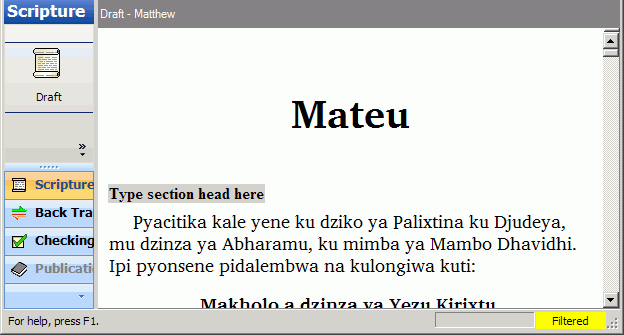 Scripture
Draft - Matthew
Draft
Mateu
Type section head here
Pyacitika kale yene ku dziko ya Palixtina ku Djudeya,
mu dzinza ya Abharamu, ku mimba ya Mambo Dhavidhi.
Ipi pyonsene pidalembwa na kulongiwa kuti:
Makholo a dzinza ya Yezu Kirixtu
Scripture
Back Tra
Checking
Publicati
For help, press F1.
Filtered